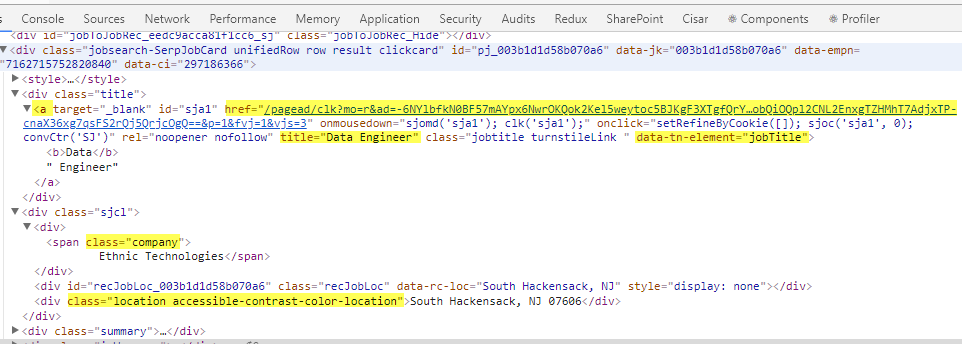 Console Sources Network Performance Memory Application Security Audits Redux SharePoint Cisar Components Profiler
<div id="jobToJobRec_eedc9acca81f1cc6_sj" class="jobToJobRec_Hide"></div>
<div class="jobsearch-SerpJobCard unifiedRow row result clickcard" id="pj_003b1d1d58b070a6" data-jk="003b1d1d58b070a6" data-empn=
"7162715752820840" data-ci="297186366">
<style>…</style>
<div class="title">
<a target="_blank" id="sja1" href="/pagead/clk?mo=r&ad=-6NYlbfkN0BF57mAYpx6NwrOKQok2Kel5weytoc5BJKgF3XTgfQrY…obQiOQpl2CNL2EnxgTZHMhT7AdjxTP-
cnaX36xg7qsFS2rQj5QrjcOgQ==&p=1&fvj=1&vjs=3" onmousedown="sjomd('sja1'); clk('sja1');" onclick="setRefineByCookie([]); sjoc('sja1', 0);
convCtr('SJ')" rel="noopener nofollow" title="Data Engineer" class="jobtitle turnstileLink " data-tn-element="jobTitle">
<b>Data</b>
" Engineer"
</a>
</div>
<div class="sjcl">
<div>
<span class="company">
Ethnic Technologies</span>
</div>
<div id="recJobLoc_003b1d1d58b070a6" class="recJobLoc" data-rc-loc="South Hackensack, NJ" style="display: none"></div>
<div class="location accessible-contrast-color-location">South Hackensack, NJ 07606</div>
</div>
<div class="summary">…</div>